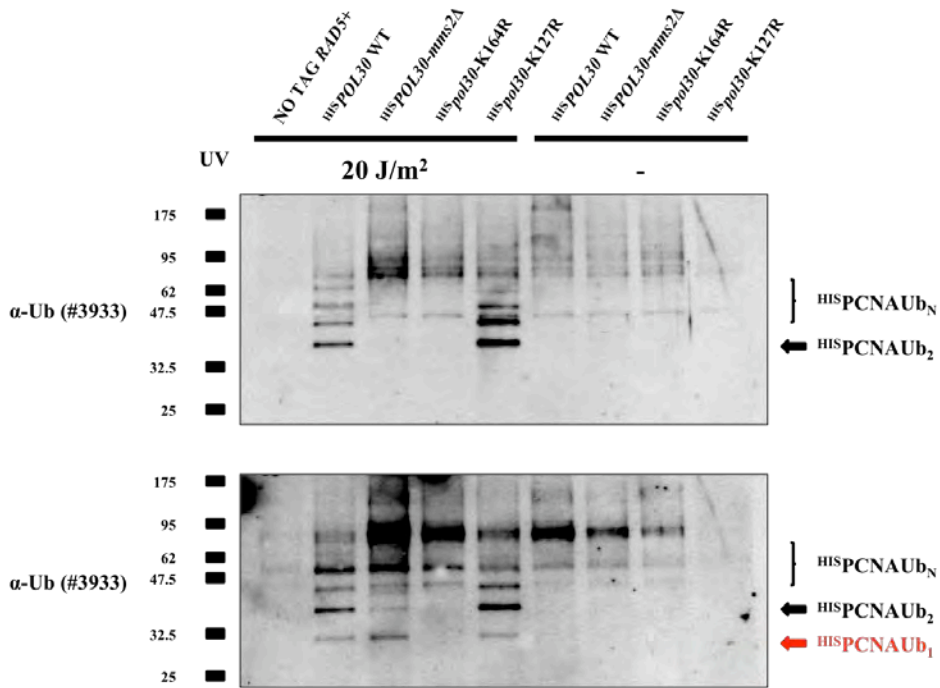 NO TAG RAD5+
HISPOL30 WT
HISPOL30-mms2Δ
HISpol30-K164R
HISpol30-K127R
HISPOL30 WT
HISPOL30-mms2Δ
HISpol30-K164R
HISpol30-K127R
UV
20 J/m²
-
175
95
62
47.5
32.5
25
α-Ub (#3933)
HISPCNAUbN
HISPCNAUb2
175
95
62
47.5
32.5
25
α-Ub (#3933)
HISPCNAUbN
HISPCNAUb2
HISPCNAUb1